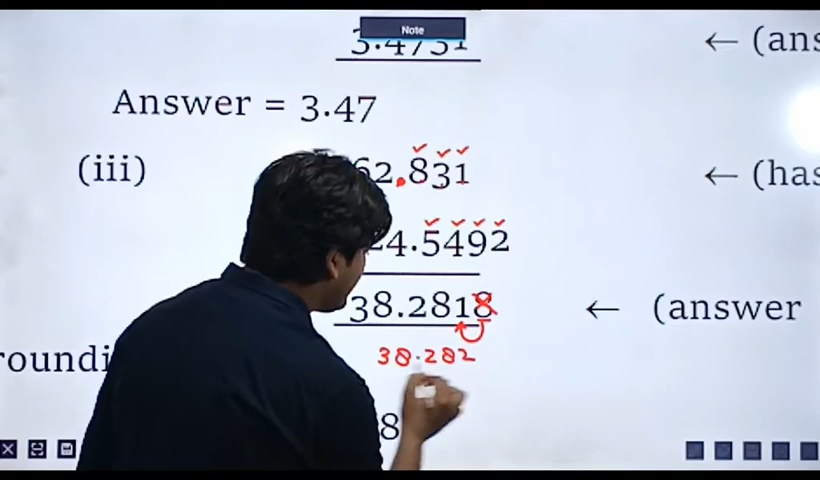 Note
3.4731 ← (ans
Answer = 3.47
(iii) 62.831 ← (has
24.5492
38.2818 ← (answer
38.282
roundi
8